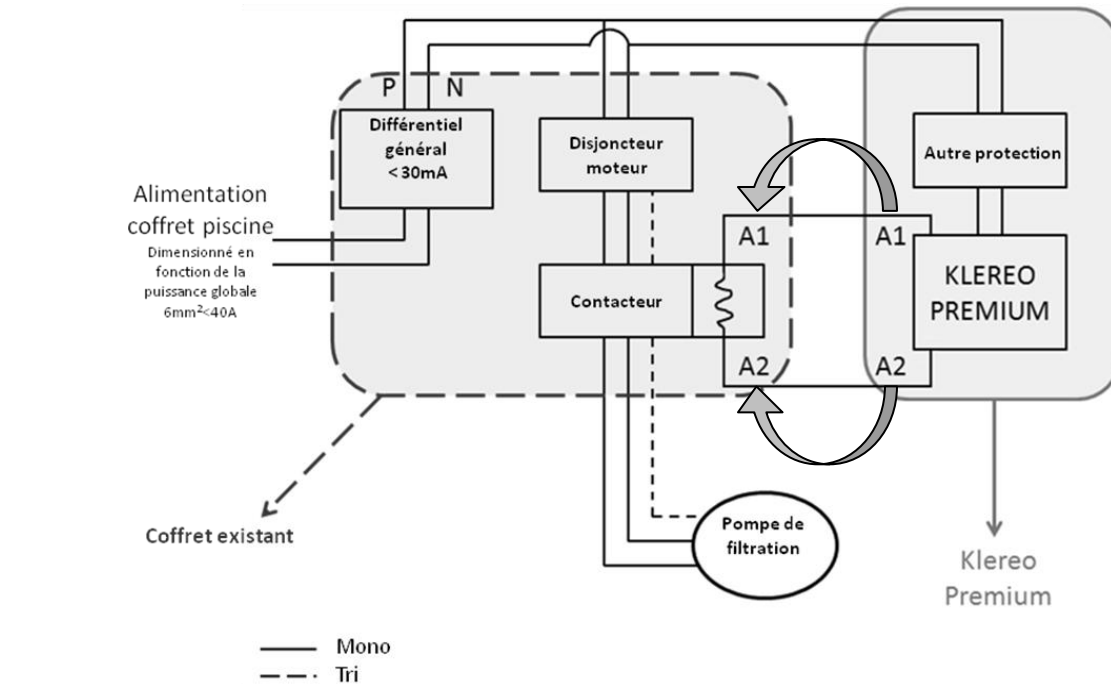 P N
Différentiel
général
<30mA
Disjoncteur
moteur
Autre protection
Alimentation
coffret piscine
Dimensionné en
fonction de la
puissance globale
6mm²<40A
A1
A1
Contacteur
KLEREO
PREMIUM
A2
A2
Coffret existant
Pompe de
filtration
Klereo
Premium
Mono
Tri